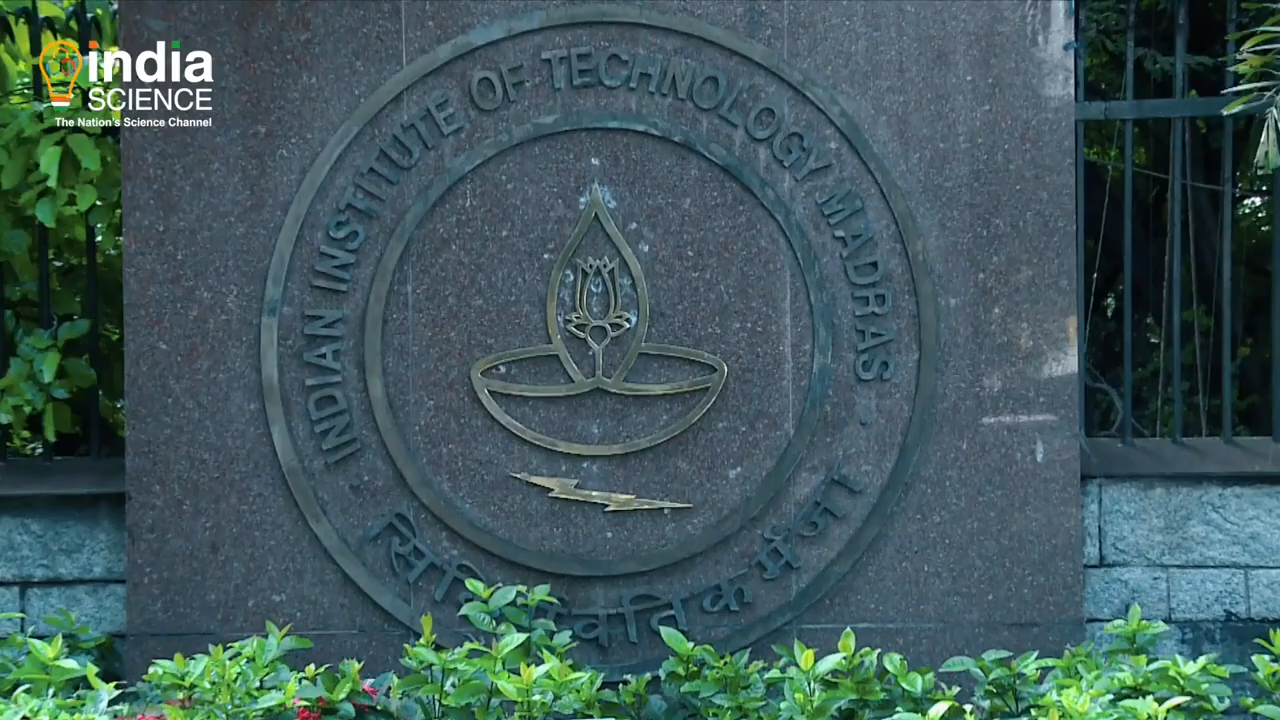 india
SCIENCE
The Nation's Science Channel
INDIAN INSTITUTE OF TECHNOLOGY MADRAS
कर्मजा